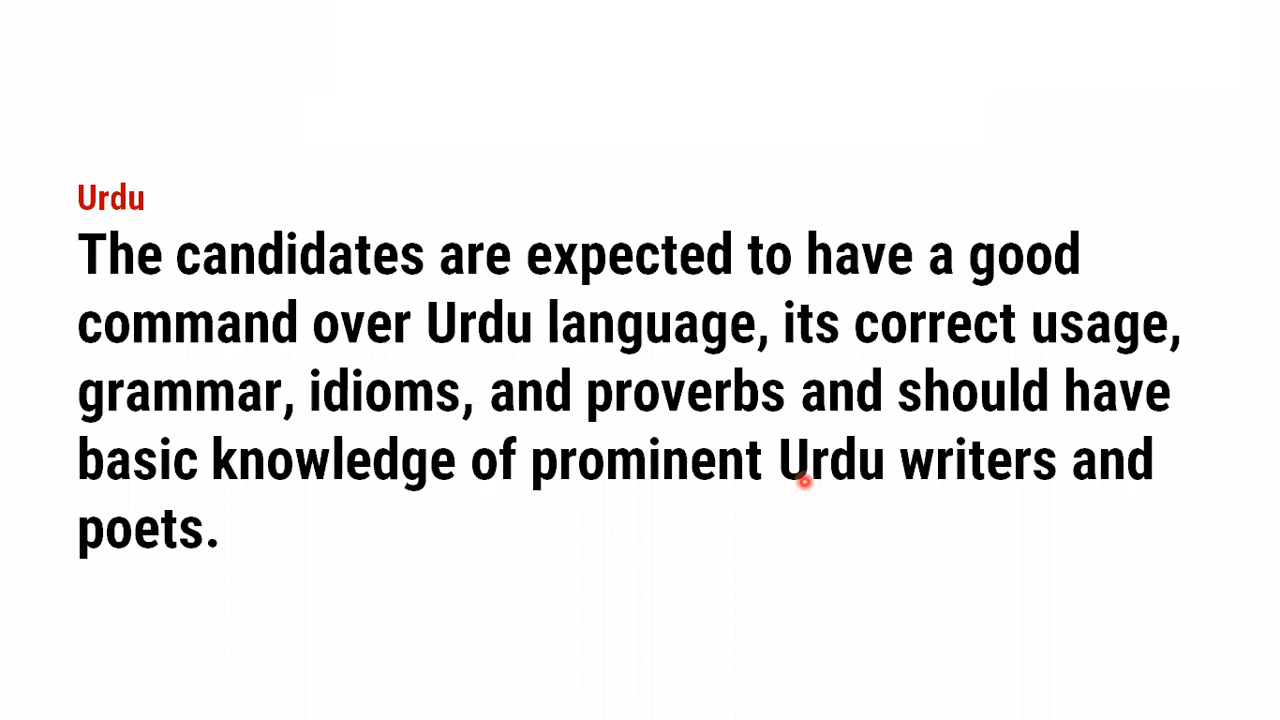 Urdu
The candidates are expected to have a good
command over Urdu language, its correct usage,
grammar, idioms, and proverbs and should have
basic knowledge of prominent Urdu writers and
poets.